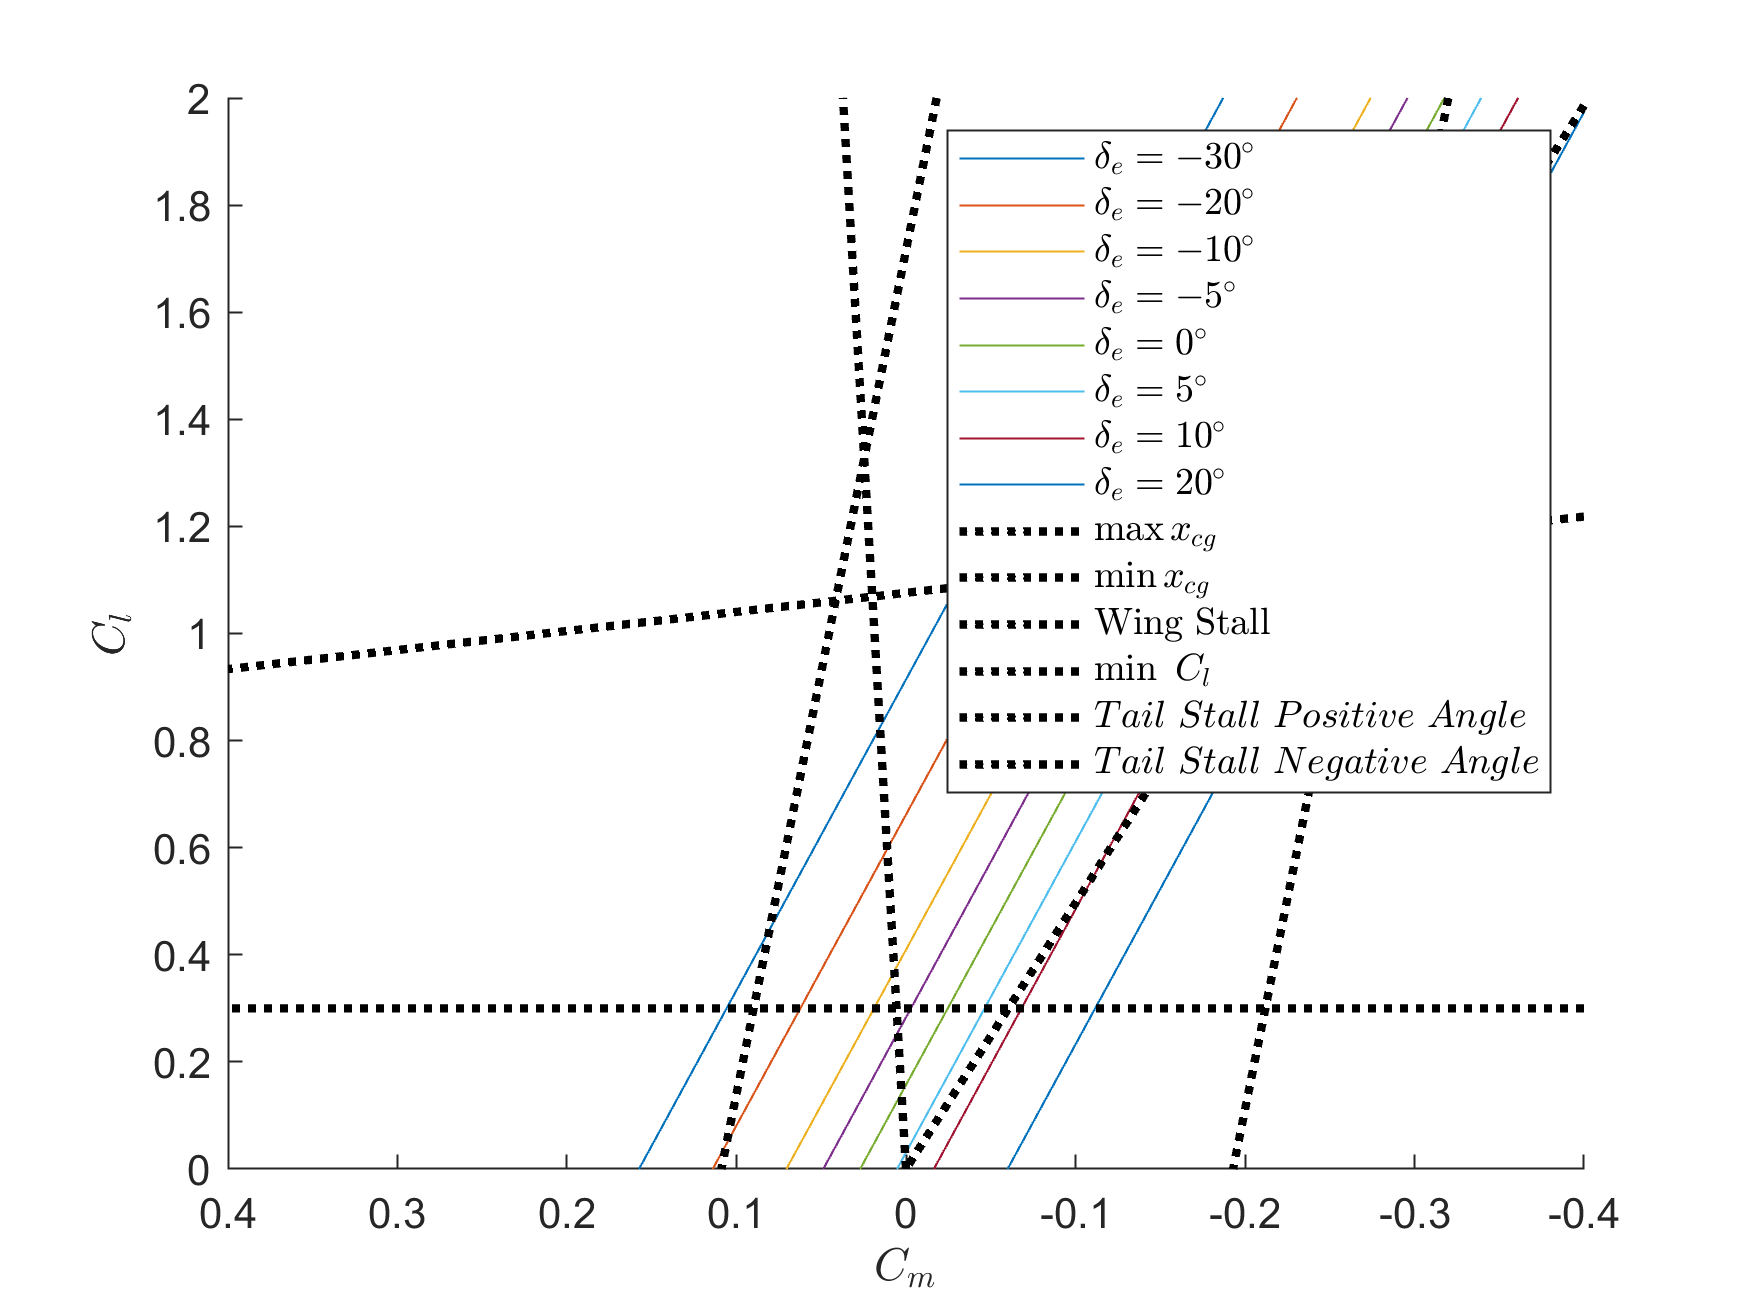 2
1.8
1.6
1.4
1.2
1
0.8
0.6
0.4
0.2
0
0.4 0.3 0.2 0.1 0 -0.1 -0.2 -0.3 -0.4
C_l
C_m
δ_e = −30°
δ_e = −20°
δ_e = −10°
δ_e = −5°
δ_e = 0°
δ_e = 5°
δ_e = 10°
δ_e = 20°
max x_cg
min x_cg
Wing Stall
min C_l
Tail Stall Positive Angle
Tail Stall Negative Angle